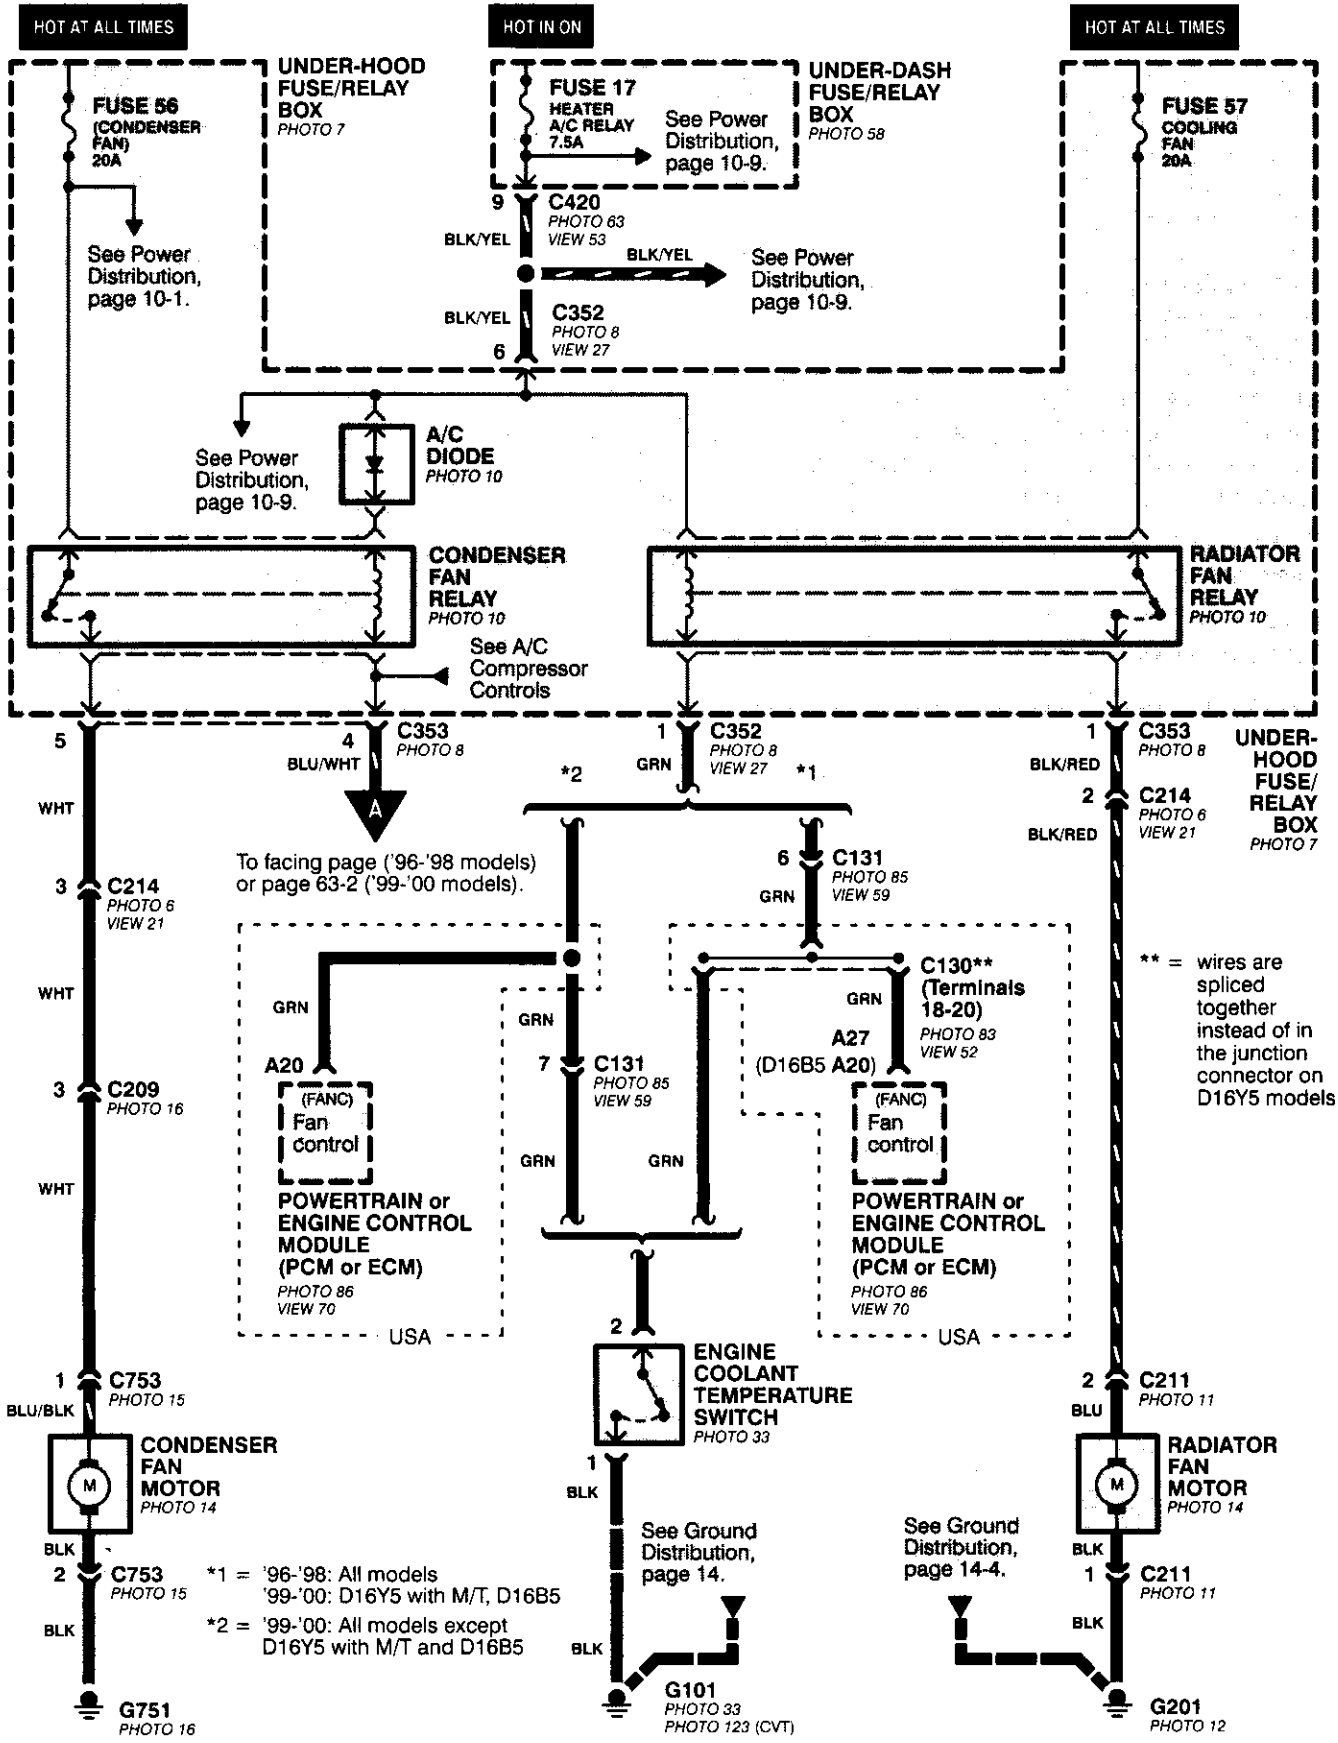 HOT AT ALL TIMES
HOT IN ON
HOT AT ALL TIMES
UNDER-HOOD
FUSE/RELAY
BOX
PHOTO 7
FUSE 56
(CONDENSER
FAN)
20A
See Power
Distribution,
page 10-1.
FUSE 17
HEATER
A/C RELAY
7.5A
See Power
Distribution,
page 10-9.
UNDER-DASH
FUSE/RELAY
BOX
PHOTO 58
FUSE 57
COOLING
FAN
20A
9
C420
PHOTO 63
VIEW 53
BLK/YEL
BLK/YEL
See Power
Distribution,
page 10-9.
BLK/YEL
C352
PHOTO 8
VIEW 27
6
See Power
Distribution,
page 10-9.
A/C
DIODE
PHOTO 10
CONDENSER
FAN
RELAY
PHOTO 10
See A/C
Compressor
Controls
RADIATOR
FAN
RELAY
PHOTO 10
5
4
C353
PHOTO 8
BLU/WHT
A
To facing page ('96-'98 models)
or page 63-2 ('99-'00 models).
1
C352
PHOTO 8
VIEW 27
GRN
*2
*1
1
C353
PHOTO 8
BLK/RED
2
C214
PHOTO 6
VIEW 21
BLK/RED
UNDER-
HOOD
FUSE/
RELAY
BOX
PHOTO 7
WHT
3
C214
PHOTO 6
VIEW 21
WHT
3
C209
PHOTO 16
WHT
6
C131
PHOTO 85
VIEW 59
GRN
C130**
(Terminals
18-20)
PHOTO 83
VIEW 52
GRN
A27
(D16B5 A20)
** = wires are
spliced
together
instead of in
the junction
connector on
D16Y5 models
GRN
A20
GRN
7
C131
PHOTO 85
VIEW 59
(FANC)
Fan
control
POWERTRAIN or
ENGINE CONTROL
MODULE
(PCM or ECM)
PHOTO 86
VIEW 70
USA
GRN
GRN
(FANC)
Fan
control
POWERTRAIN or
ENGINE CONTROL
MODULE
(PCM or ECM)
PHOTO 86
VIEW 70
USA
2
ENGINE
COOLANT
TEMPERATURE
SWITCH
PHOTO 33
1
BLK
1
C753
PHOTO 15
BLU/BLK
CONDENSER
FAN
MOTOR
PHOTO 14
M
BLK
2
C753
PHOTO 15
BLK
G751
PHOTO 16
*1 = '96-'98: All models
'99-'00: D16Y5 with M/T, D16B5
*2 = '99-'00: All models except
D16Y5 with M/T and D16B5
See Ground
Distribution,
page 14.
BLK
G101
PHOTO 33
PHOTO 123 (CVT)
See Ground
Distribution,
page 14-4.
2
C211
PHOTO 11
BLU
RADIATOR
FAN
MOTOR
PHOTO 14
M
BLK
1
C211
PHOTO 11
BLK
G201
PHOTO 12